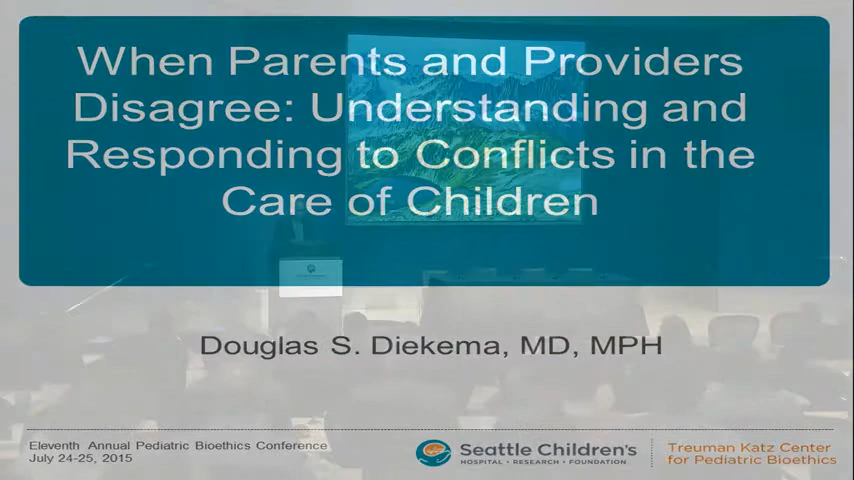 When Parents and Providers
Disagree: Understanding and
Responding to Conflicts in the
Care of Children
Douglas S. Diekema, MD, MPH
Eleventh Annual Pediatric Bioethics Conference
July 24-25, 2015
Seattle Children's
HOSPITAL • RESEARCH • FOUNDATION
Treuman Katz Center
for Pediatric Bioethics